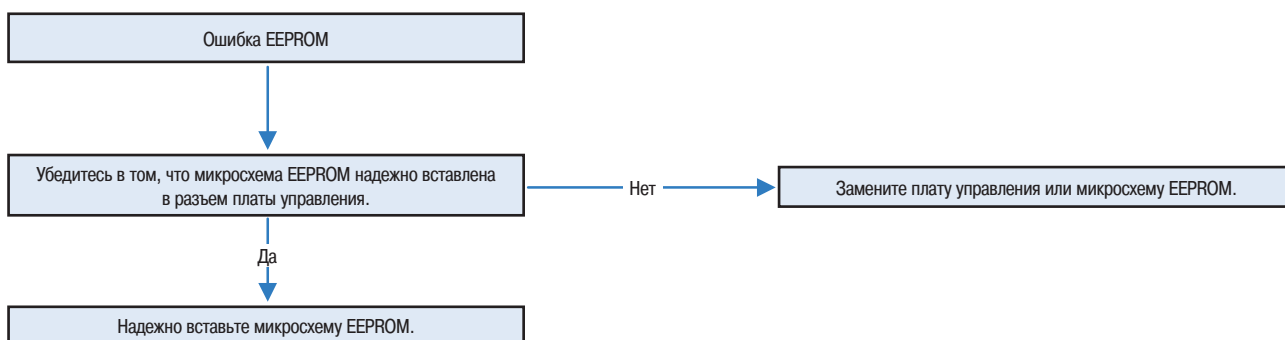 Ошибка EEPROM
Убедитесь в том, что микросхема EEPROM надежно вставлена
в разъем платы управления.
Нет
Замените плату управления или микросхему EEPROM.
Да
Надежно вставьте микросхему EEPROM.